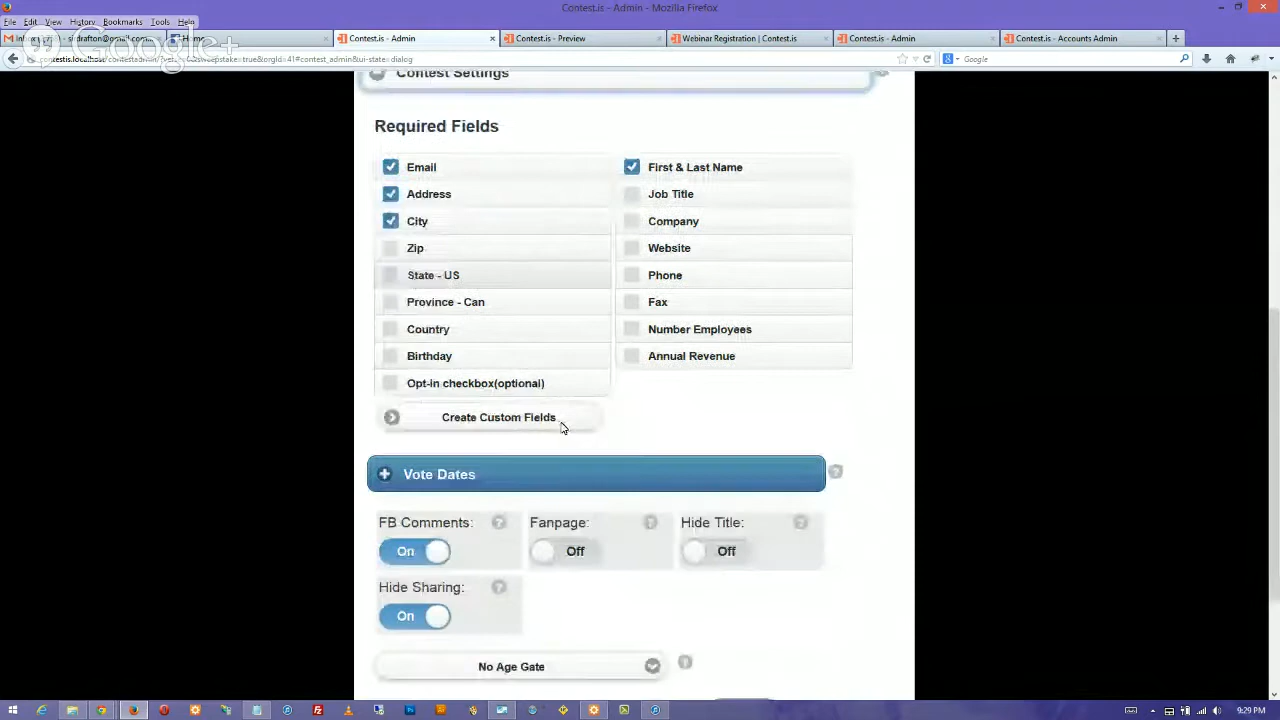 Contest.is - Admin - Mozilla Firefox
File Edit View History Bookmarks Tools Help
Google+
Contest.is - Admin
Contest.is - Preview
Webinar Registration | Contest.is
Contest.is - Admin
Contest.is - Accounts Admin
Google
Contest Settings
Required Fields
Email
First & Last Name
Address
Job Title
City
Company
Zip
Website
State - US
Phone
Province - Can
Fax
Country
Number Employees
Birthday
Annual Revenue
Opt-in checkbox(optional)
Create Custom Fields
Vote Dates
FB Comments:
Fanpage:
Hide Title:
On
Off
Off
Hide Sharing:
On
No Age Gate
9:29 PM